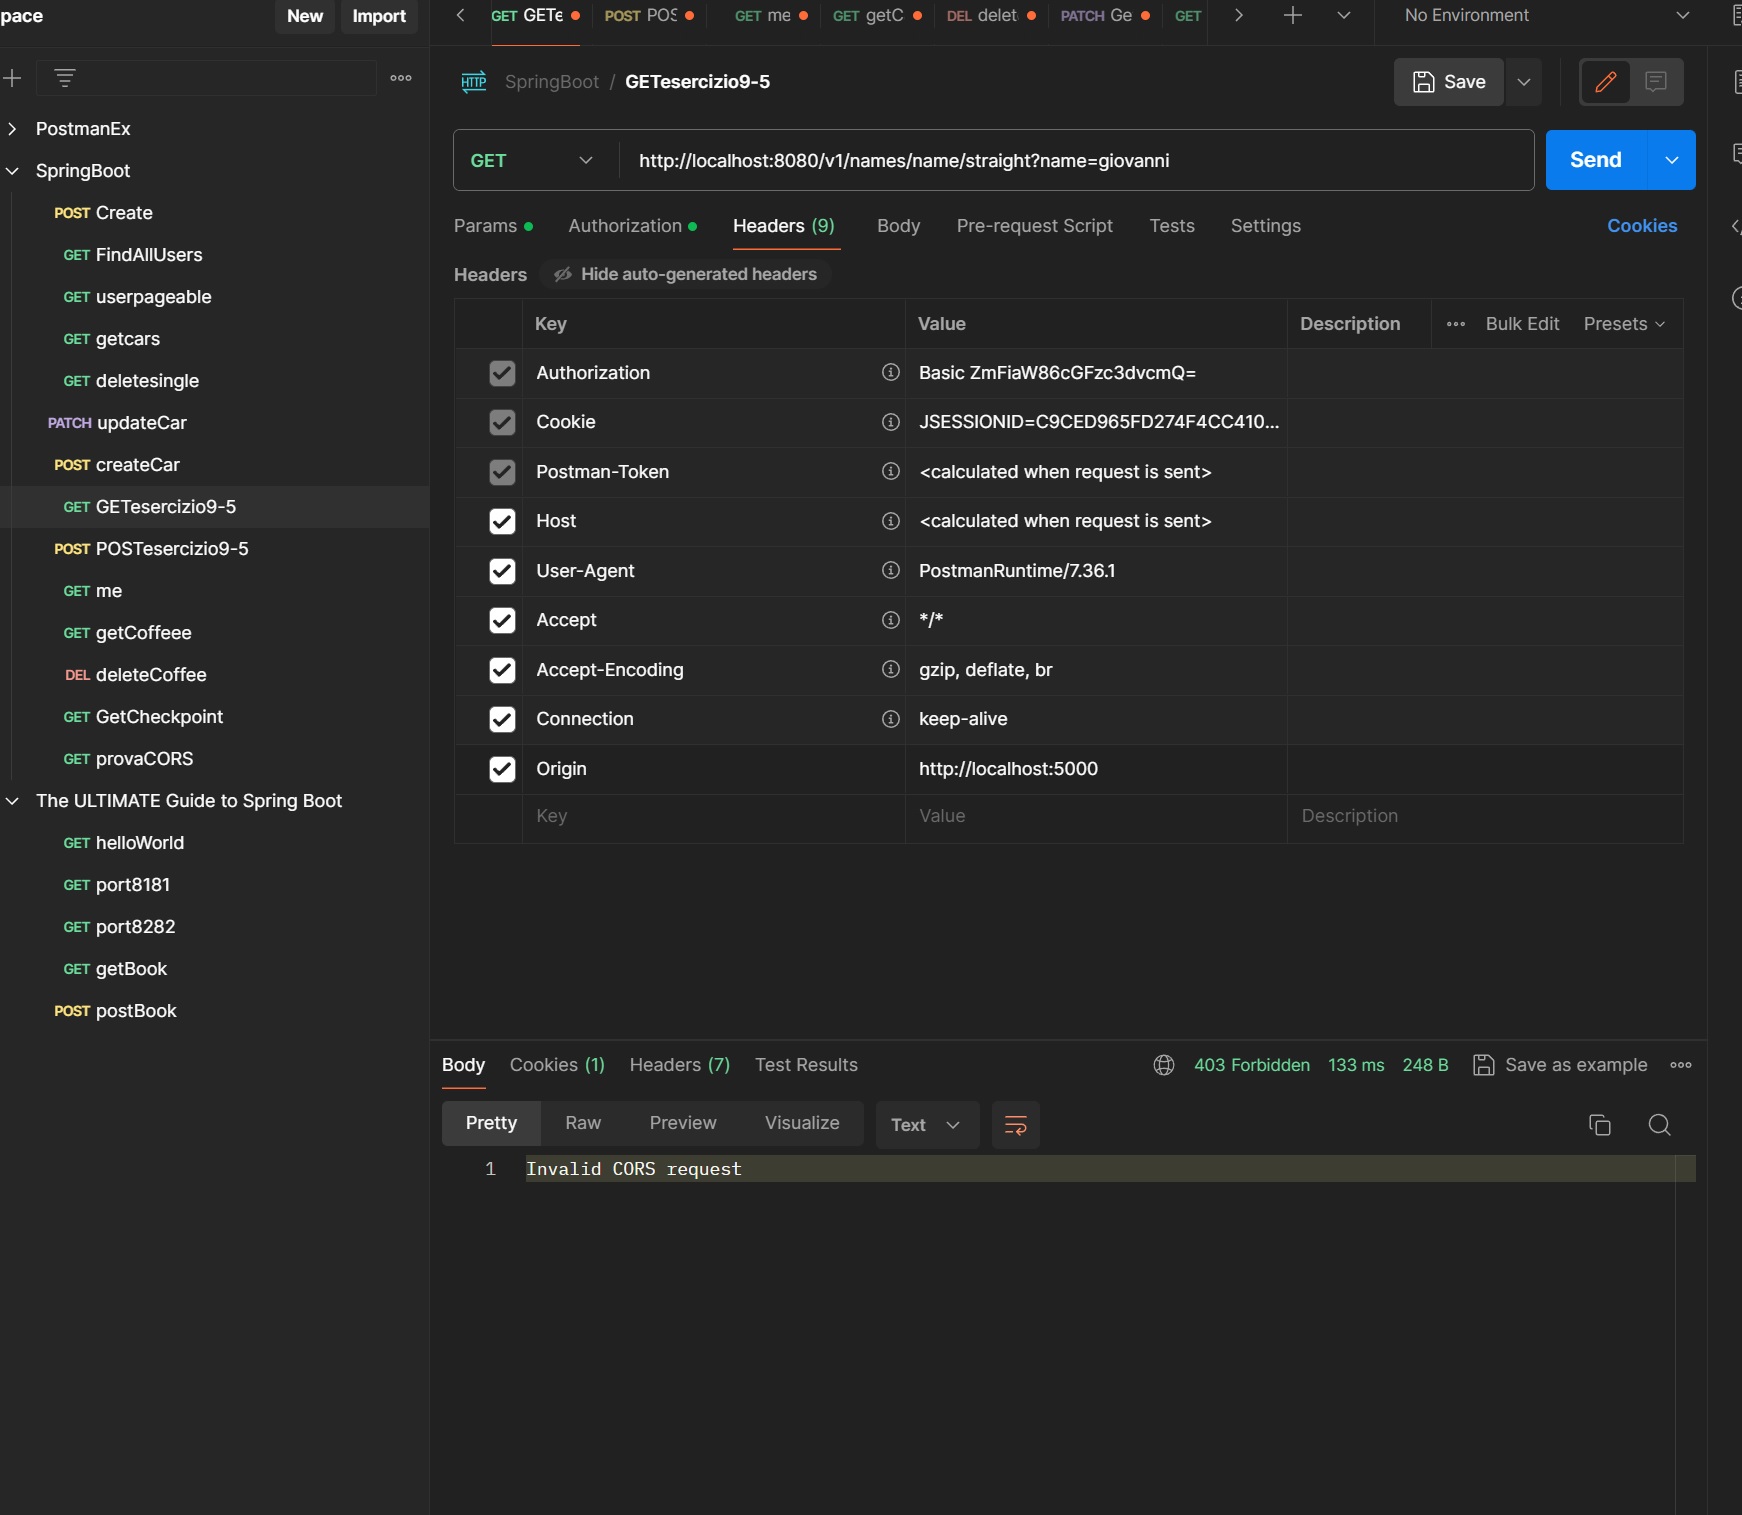 pace
New
Import
GET GETe
POST POS
GET me
GET getC
DEL delet
PATCH Ge
GET
No Environment
PostmanEx
SpringBoot
POST Create
GET FindAllUsers
GET userpageable
GET getcars
GET deletesingle
PATCH updateCar
POST createCar
GET GETesercizio9-5
POST POSTesercizio9-5
GET me
GET getCoffeee
DEL deleteCoffee
GET GetCheckpoint
GET provaCORS
The ULTIMATE Guide to Spring Boot
GET helloWorld
GET port8181
GET port8282
GET getBook
POST postBook
HTTP SpringBoot / GETesercizio9-5
Save
GET
http://localhost:8080/v1/names/name/straight?name=giovanni
Send
Params
Authorization
Headers (9)
Body
Pre-request Script
Tests
Settings
Cookies
Headers
Hide auto-generated headers
Key Value Description Bulk Edit Presets
Authorization Basic ZmFiaW86cGFzc3dvcmQ=
Cookie JSESSIONID=C9CED965FD274F4CC410...
Postman-Token <calculated when request is sent>
Host <calculated when request is sent>
User-Agent PostmanRuntime/7.36.1
Accept */*
Accept-Encoding gzip, deflate, br
Connection keep-alive
Origin http://localhost:5000
Key Value Description
Body
Cookies (1)
Headers (7)
Test Results
403 Forbidden
133 ms
248 B
Save as example
Pretty
Raw
Preview
Visualize
Text
1 Invalid CORS request